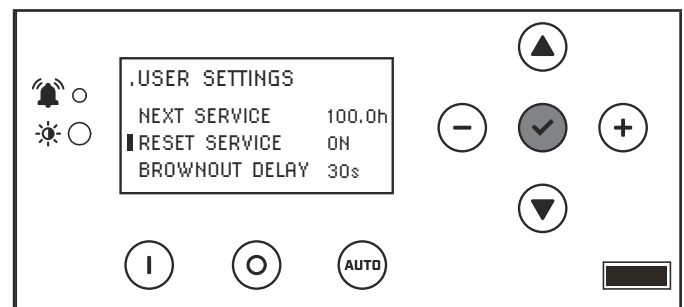 .USER SETTINGS
NEXT SERVICE 100.0h
RESET SERVICE ON
BROWNOUT DELAY 30s
AUTO